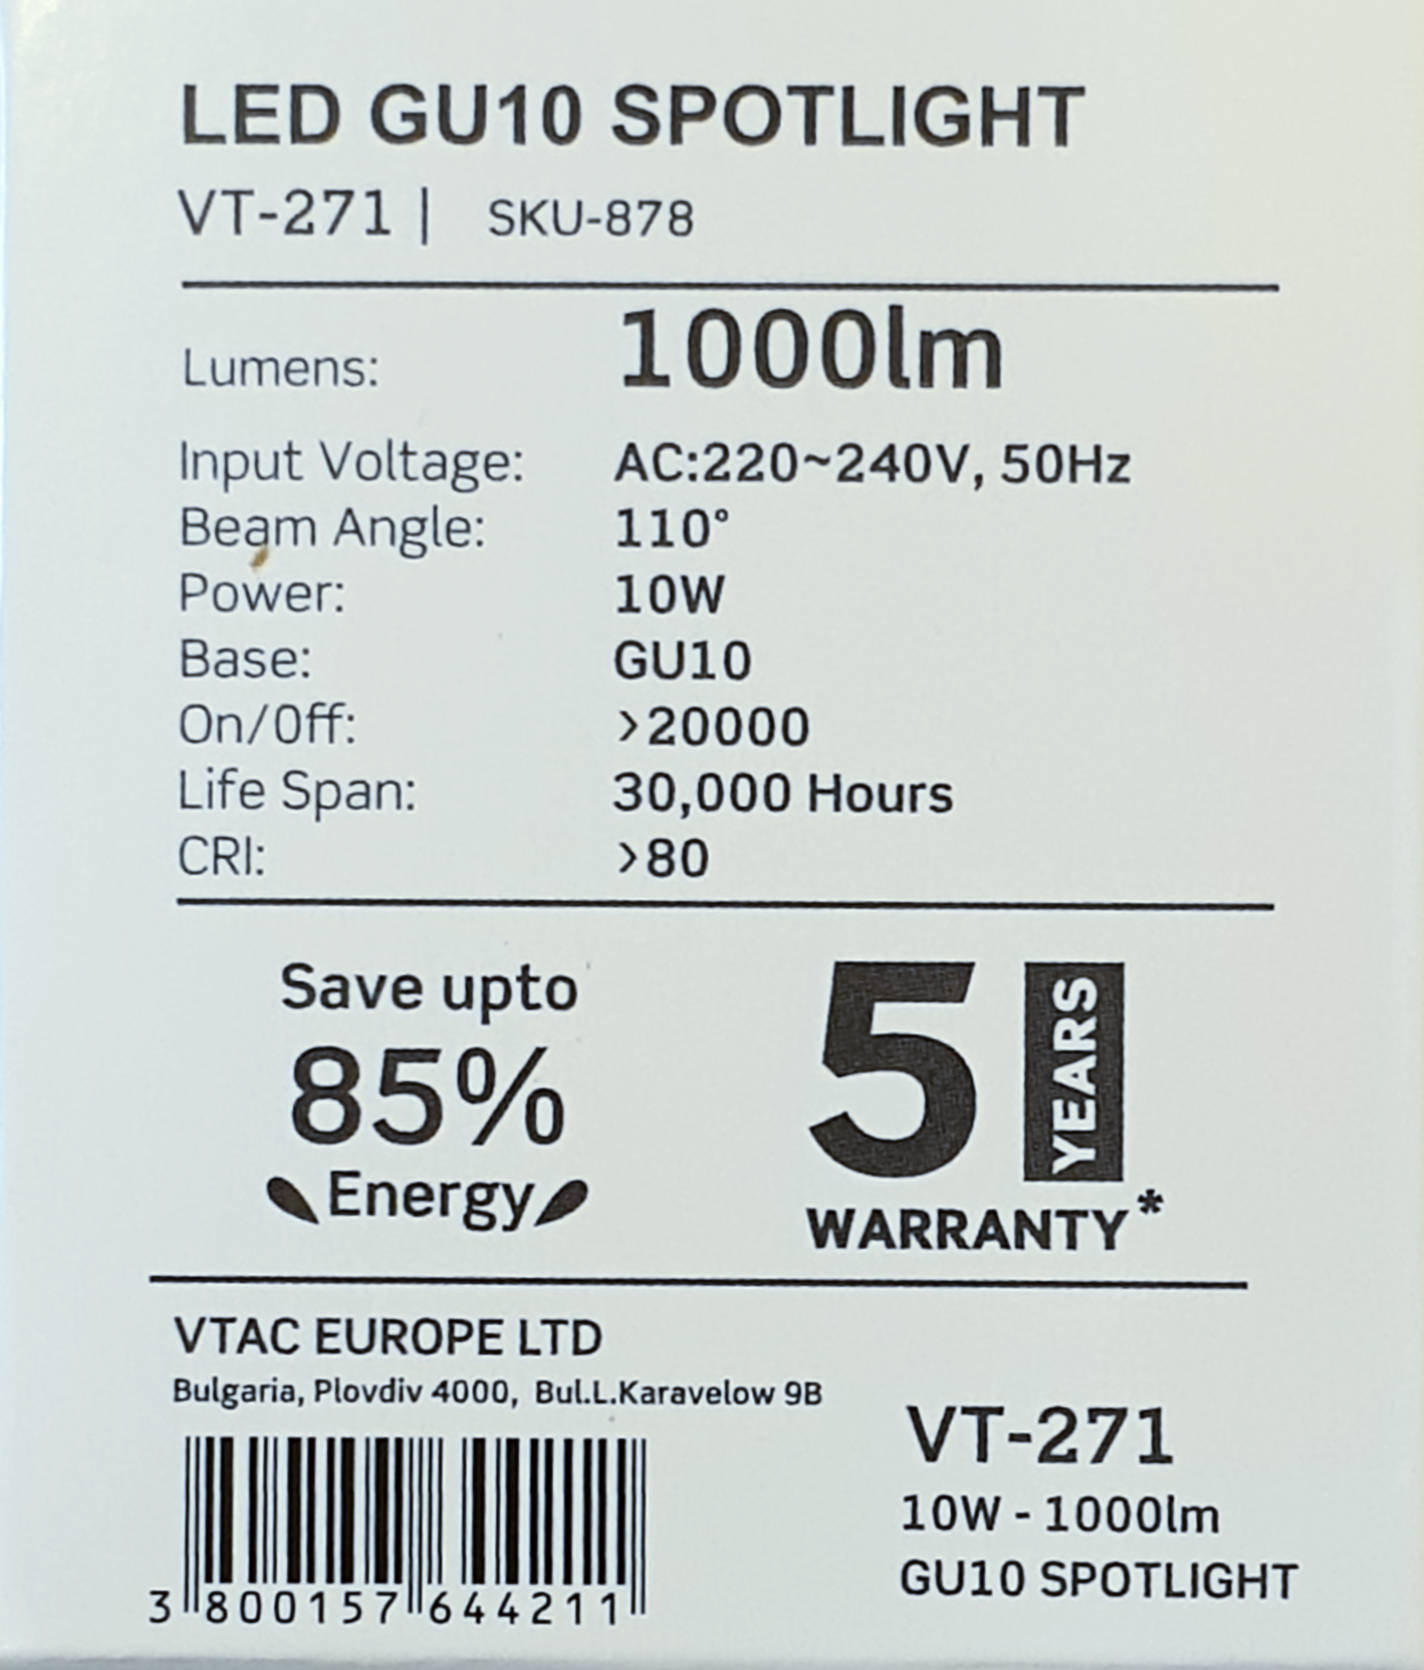 LED GU10 SPOTLIGHT
VT-271 | SKU-878
Lumens: 1000lm
Input Voltage: AC:220~240V, 50Hz
Beam Angle: 110°
Power: 10W
Base: GU10
On/Off: >20000
Life Span: 30,000 Hours
CRI: >80
Save upto
85%
Energy
5 YEARS
WARRANTY*
VTAC EUROPE LTD
Bulgaria, Plovdiv 4000, Bul.L.Karavelow 9B
3 800157 644211
VT-271
10W - 1000lm
GU10 SPOTLIGHT